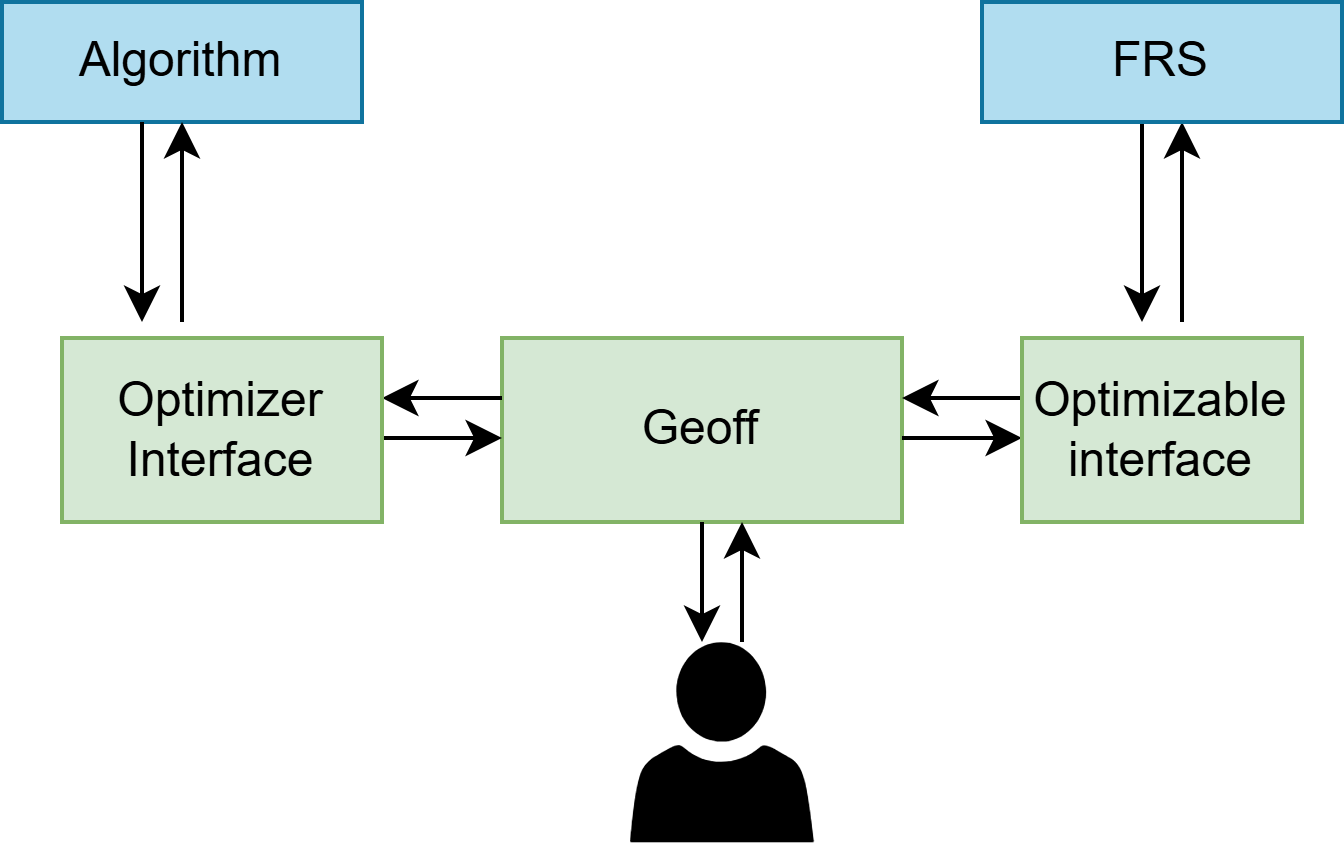 Algorithm
FRS
Optimizer
Interface
Geoff
Optimizable
interface